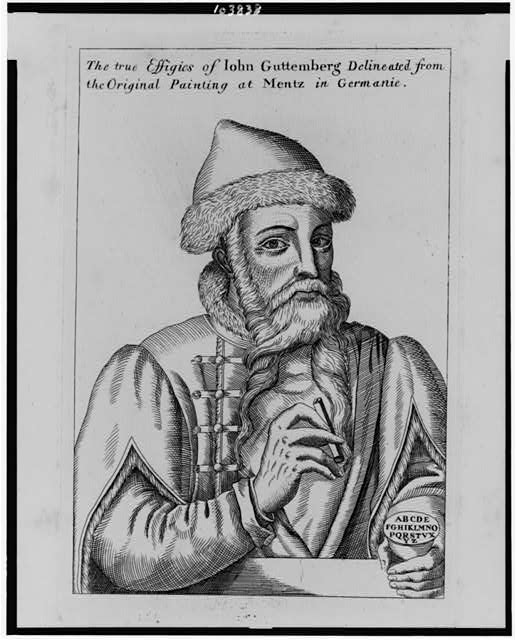 103838
The true Effigies of Iohn Guttemberg Delineated from
the Original Painting at Mentz in Germanie.
ABCDE
FGHIKLMNO
PQRSTVX
YZ